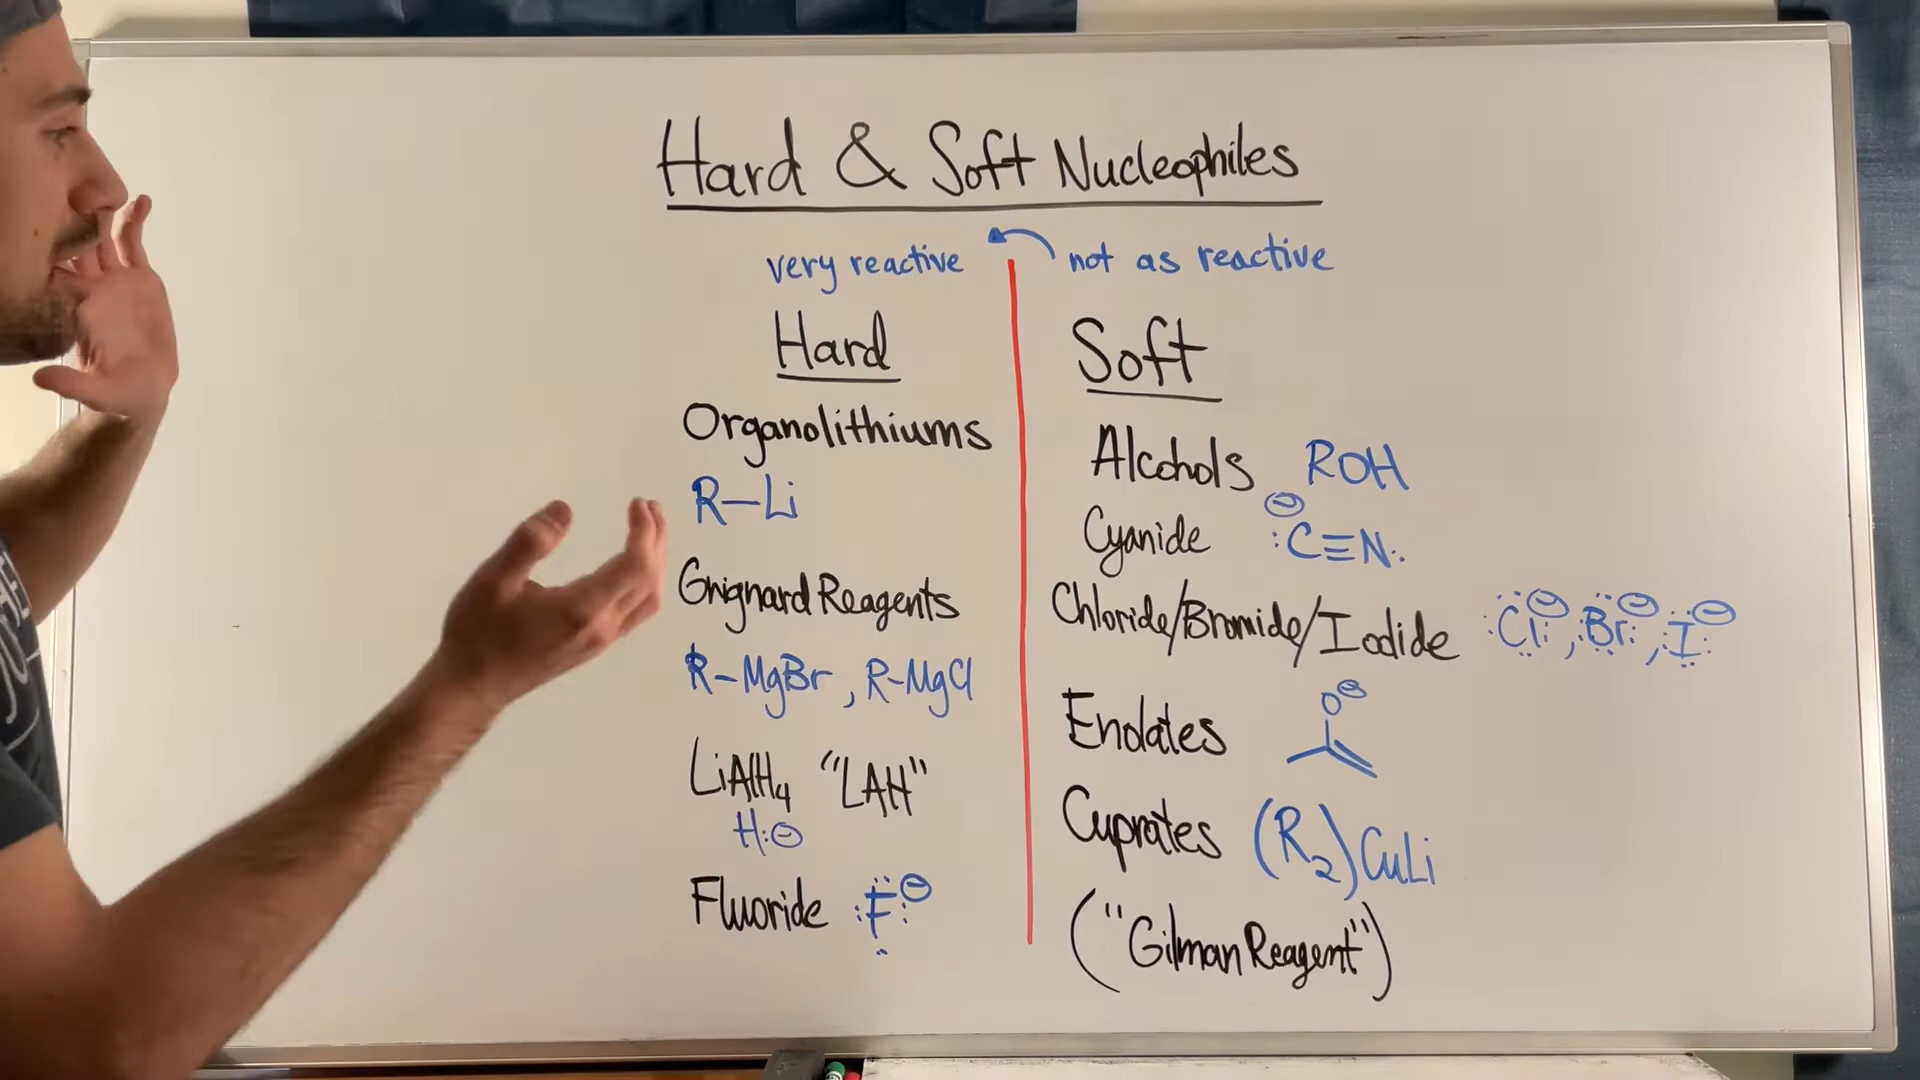 Hard & Soft Nucleophiles
very reactive
not as reactive
Hard
Organolithiums
R-Li
Grignard Reagents
R-MgBr, R-MgCl
LiAlH4 "LAH"
H:⊖
Fluoride :F:⊖
Soft
Alcohols ROH
Cyanide ⊖:C≡N:
Chloride/Bromide/Iodide :Cl:⊖, :Br:⊖, :I:⊖
Enolates O⊖
Cuprates (R2)CuLi
("Gilman Reagent")